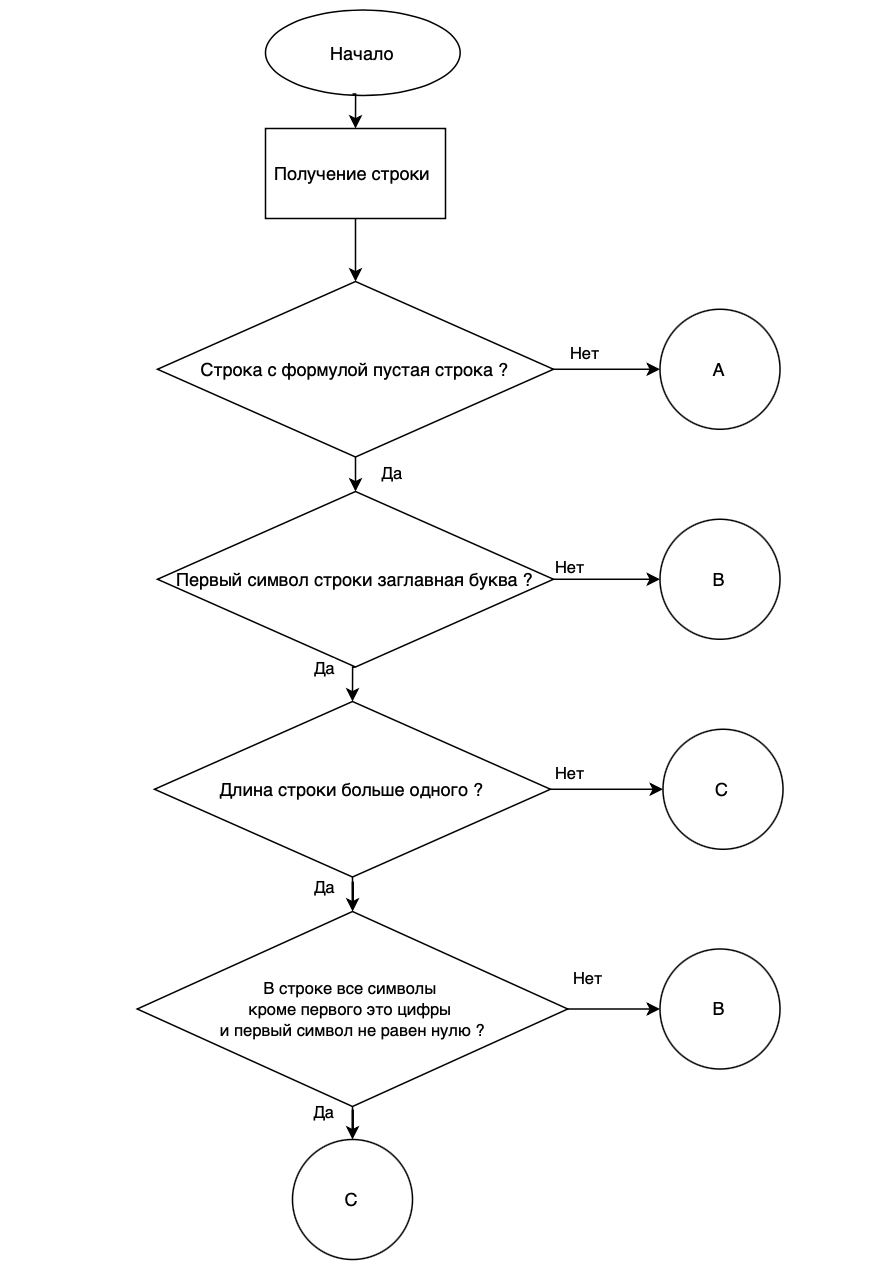 Начало
Получение строки
Строка с формулой пустая строка ?
Нет
A
Да
Первый символ строки заглавная буква ?
Нет
B
Да
Длина строки больше одного ?
Нет
C
Да
В строке все символы
кроме первого это цифры
и первый символ не равен нулю ?
Нет
B
Да
C